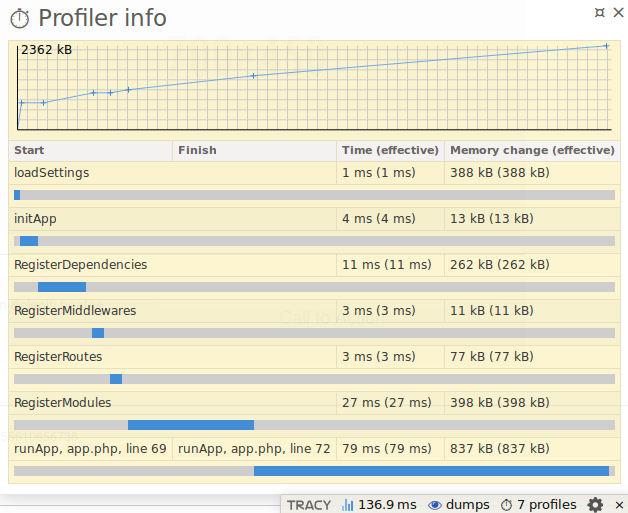 Profiler info
¤ ×
2362 kB
Start Finish Time (effective) Memory change (effective)
loadSettings 1 ms (1 ms) 388 kB (388 kB)
initApp 4 ms (4 ms) 13 kB (13 kB)
RegisterDependencies 11 ms (11 ms) 262 kB (262 kB)
RegisterMiddlewares 3 ms (3 ms) 11 kB (11 kB)
RegisterRoutes 3 ms (3 ms) 77 kB (77 kB)
RegisterModules 27 ms (27 ms) 398 kB (398 kB)
runApp, app.php, line 69 runApp, app.php, line 72 79 ms (79 ms) 837 kB (837 kB)
TRACY 136.9 ms dumps 7 profiles ×